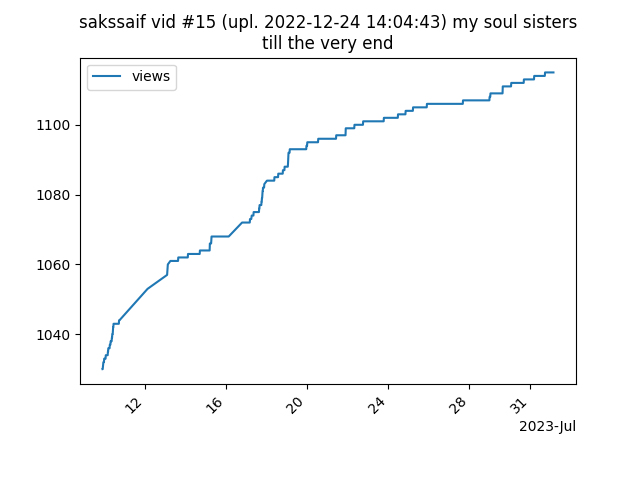 sakssaif vid #15 (upl. 2022-12-24 14:04:43) my soul sisters
till the very end
views
1100
1080
1060
1040
12
16
20
24
28
31
2023-Jul